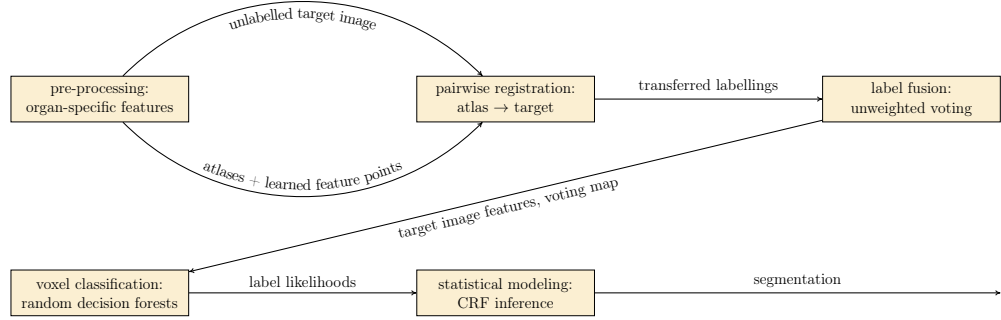 unlabelled target image
pre-processing:
organ-specific features
pairwise registration:
atlas → target
transferred labellings
label fusion:
unweighted voting
atlases + learned feature points
target image features, voting map
voxel classification:
random decision forests
label likelihoods
statistical modeling:
CRF inference
segmentation